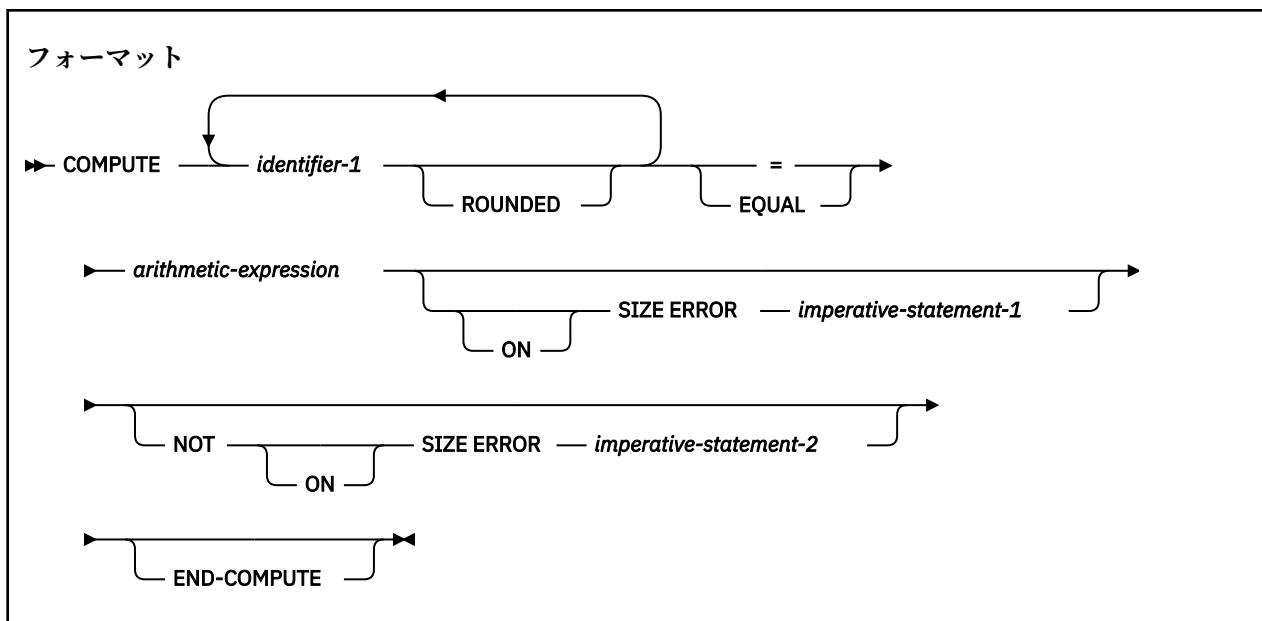 フォーマット
COMPUTE identifier-1 =
ROUNDED EQUAL
arithmetic-expression
SIZE ERROR imperative-statement-1
ON
NOT SIZE ERROR imperative-statement-2
ON
END-COMPUTE